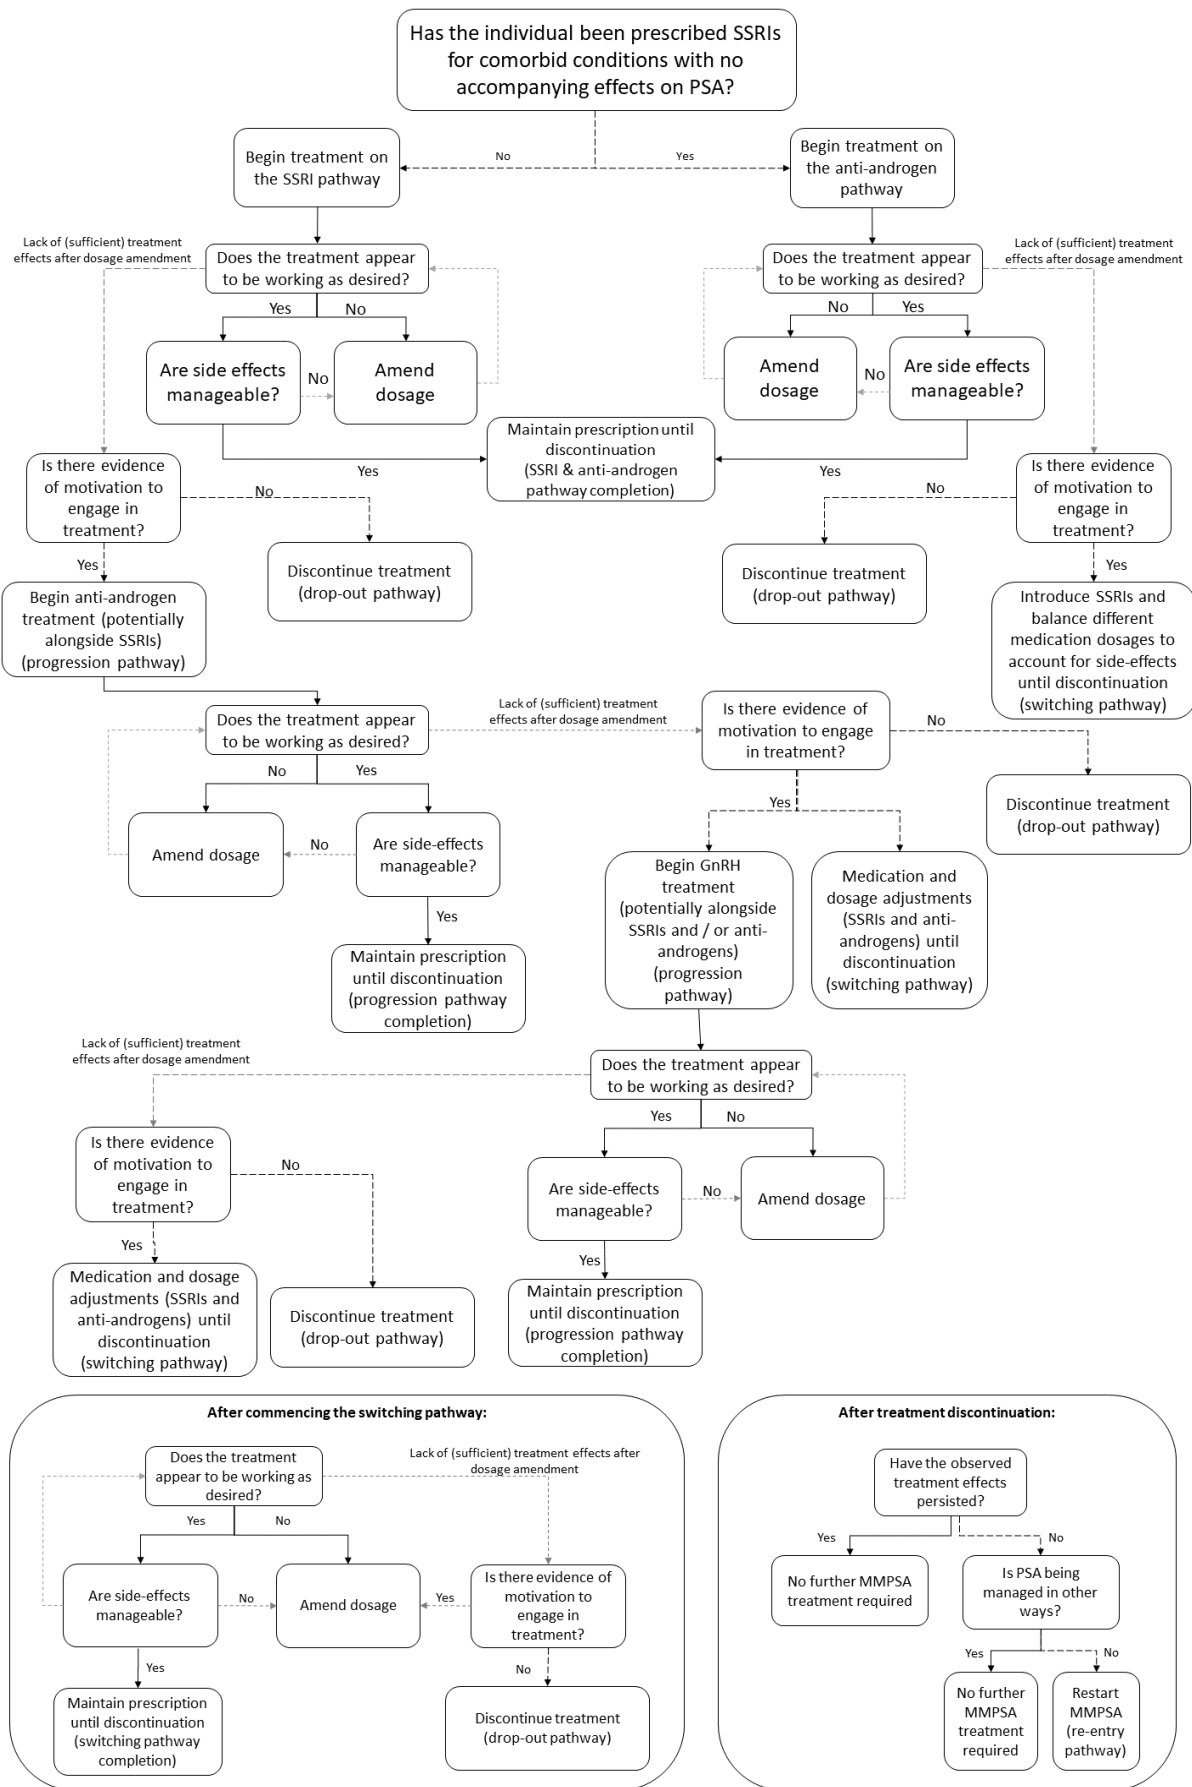 Has the individual been prescribed SSRIs
for comorbid conditions with no
accompanying effects on PSA?
No
Yes
Begin treatment on
the SSRI pathway
Begin treatment on
the anti-androgen
pathway
Lack of (sufficient) treatment
effects after dosage amendment
Does the treatment appear
to be working as desired?
Does the treatment appear
to be working as desired?
Lack of (sufficient) treatment
effects after dosage amendment
Yes
No
No
Yes
Are side effects
manageable?
No
Amend
dosage
Amend
dosage
No
Are side effects
manageable?
Maintain prescription until
discontinuation
(SSRI & anti-androgen
pathway completion)
Yes
Yes
Is there evidence
of motivation to
engage in
treatment?
No
Discontinue treatment
(drop-out pathway)
Is there evidence
of motivation to
engage in
treatment?
No
Discontinue treatment
(drop-out pathway)
Yes
Begin anti-androgen
treatment (potentially
alongside SSRIs)
(progression pathway)
Yes
Introduce SSRIs and
balance different
medication dosages to
account for side-effects
until discontinuation
(switching pathway)
Does the treatment appear
to be working as desired?
Lack of (sufficient) treatment
effects after dosage amendment
Is there evidence of
motivation to engage
in treatment?
No
Discontinue treatment
(drop-out pathway)
No
Yes
Amend dosage
No
Are side-effects
manageable?
Yes
Maintain prescription
until discontinuation
(progression pathway
completion)
Yes
Begin GnRH
treatment
(potentially alongside
SSRIs and / or anti-
androgens)
(progression
pathway)
Medication and
dosage adjustments
(SSRIs and anti-
androgens) until
discontinuation
(switching pathway)
Lack of (sufficient) treatment
effects after dosage amendment
Does the treatment appear
to be working as desired?
Yes
No
Are side-effects
manageable?
No
Amend dosage
Yes
Maintain prescription
until discontinuation
(progression pathway
completion)
Is there evidence
of motivation to
engage in
treatment?
No
Discontinue treatment
(drop-out pathway)
Yes
Medication and dosage
adjustments (SSRIs and
anti-androgens) until
discontinuation
(switching pathway)
After commencing the switching pathway:
Does the treatment
appear to be working as
desired?
Lack of (sufficient) treatment effects after
dosage amendment
Yes
No
Are side-effects
manageable?
No
Amend dosage
Yes
Is there evidence of
motivation to
engage in
treatment?
Yes
Maintain prescription
until discontinuation
(switching pathway
completion)
No
Discontinue treatment
(drop-out pathway)
After treatment discontinuation:
Have the observed
treatment effects
persisted?
Yes
No
No further MMPSA
treatment required
Is PSA being
managed in other
ways?
Yes
No
No further
MMPSA
treatment
required
Restart
MMPSA
(re-entry
pathway)